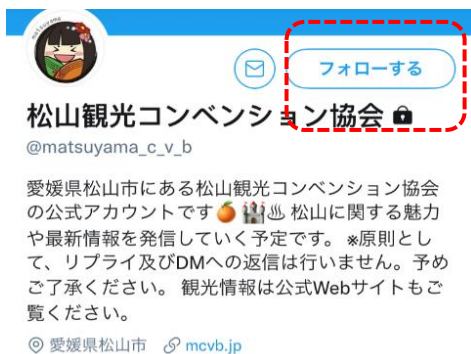 matsuyama
フォローする
松山観光コンベンション協会
@matsuyama_c_v_b
愛媛県松山市にある松山観光コンベンション協会
の公式アカウントです🍊 🏰♨ 松山に関する魅力
や最新情報を発信していく予定です。 ※原則とし
て、リプライ及びDMへの返信は行いません。予め
ご了承ください。 観光情報は公式Webサイトもご
覧ください。
愛媛県松山市 mcvb.jp